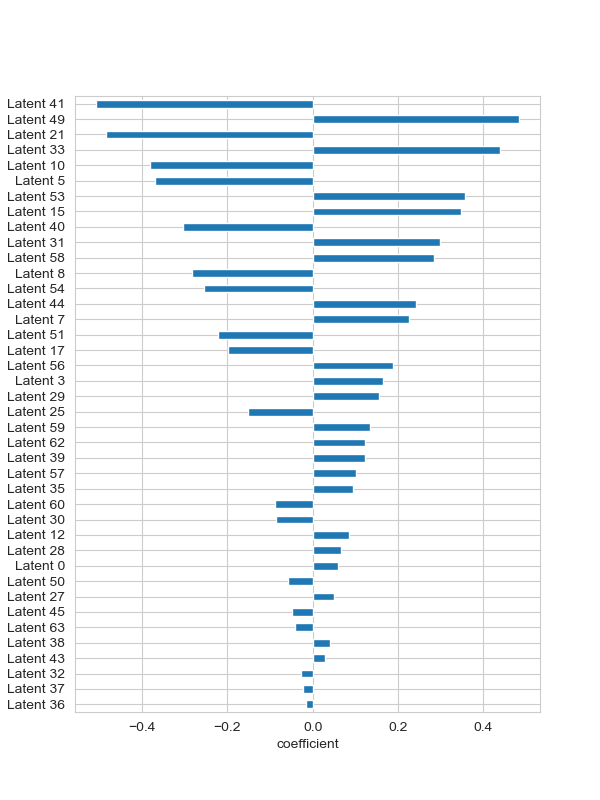 Latent 41
Latent 49
Latent 21
Latent 33
Latent 10
Latent 5
Latent 53
Latent 15
Latent 40
Latent 31
Latent 58
Latent 8
Latent 54
Latent 44
Latent 7
Latent 51
Latent 17
Latent 56
Latent 3
Latent 29
Latent 25
Latent 59
Latent 62
Latent 39
Latent 57
Latent 35
Latent 60
Latent 30
Latent 12
Latent 28
Latent 0
Latent 50
Latent 27
Latent 45
Latent 63
Latent 38
Latent 43
Latent 32
Latent 37
Latent 36
−0.4 −0.2 0.0 0.2 0.4
coefficient